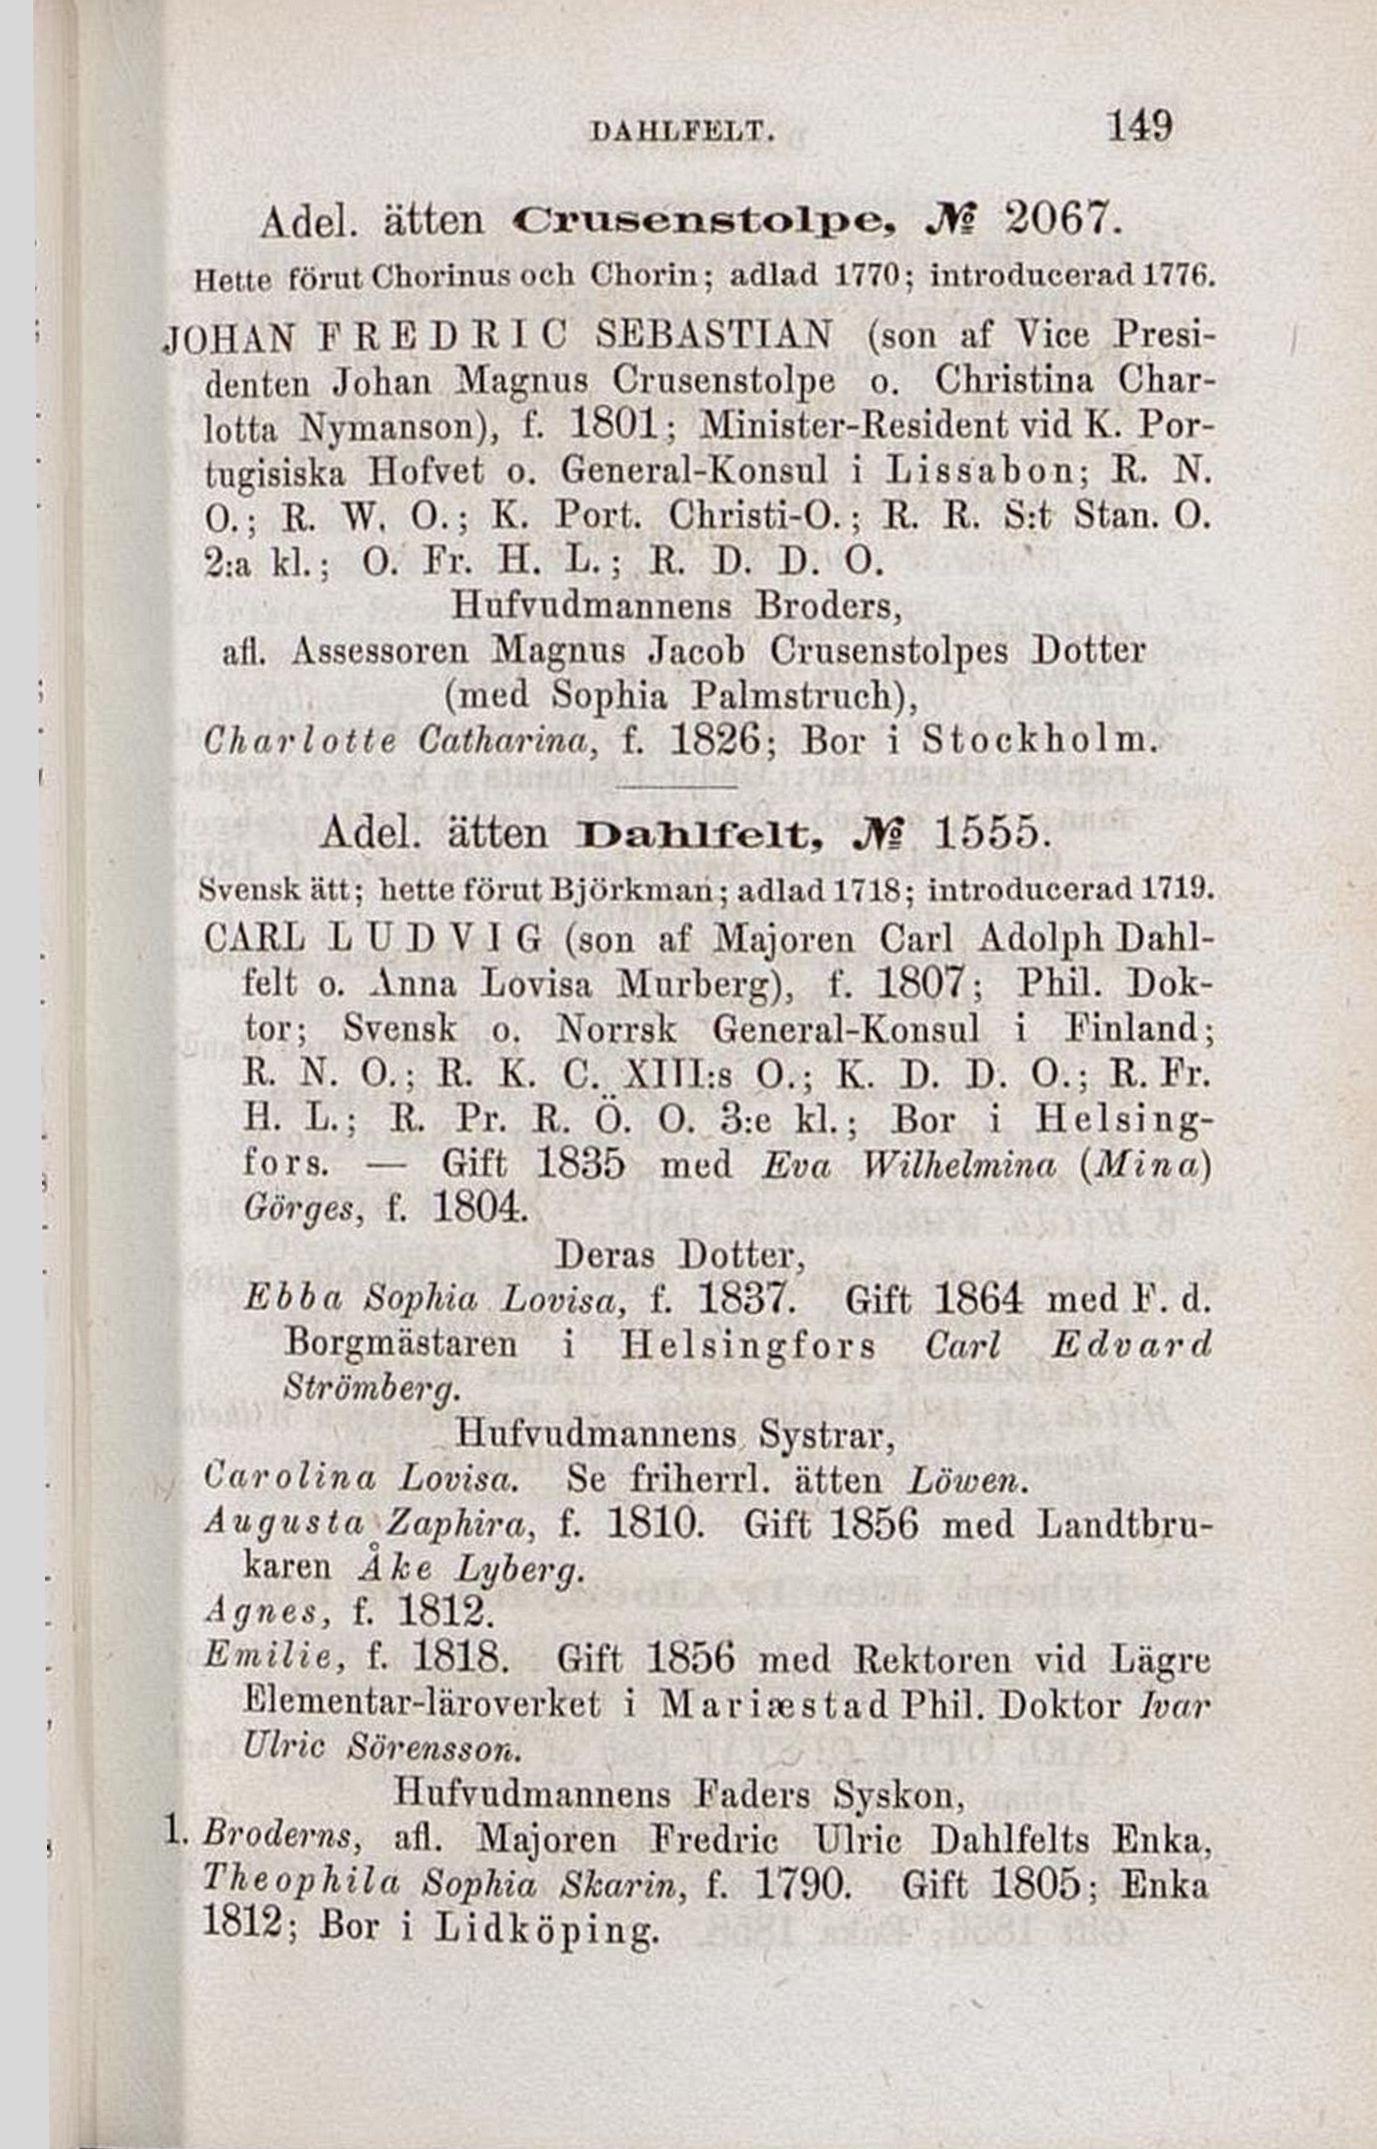 DAHLFELT. 149
Adel. ätten Crusenstolpe, № 2067.
Hette förut Chorinus och Chorin; adlad 1770; introducerad 1776.
JOHAN FREDRIC SEBASTIAN (son af Vice Presi-
denten Johan Magnus Crusenstolpe o. Christina Char-
lotta Nymanson), f. 1801; Minister-Resident vid K. Por-
tugisiska Hofvet o. General-Konsul i Lissabon; R. N.
O.; R. W. O.; K. Port. Christi-O.; R. R. S:t Stan. O.
2:a kl.; O. Fr. H. L.; R. D. D. O.
Hufvudmannens Broders,
afl. Assessoren Magnus Jacob Crusenstolpes Dotter
(med Sophia Palmstruch),
Charlotte Catharina, f. 1826; Bor i Stockholm.
Adel. ätten Dahlfelt, № 1555.
Svensk ätt; hette förut Björkman; adlad 1718; introducerad 1719.
CARL LUDVIG (son af Majoren Carl Adolph Dahl-
felt o. Anna Lovisa Murberg), f. 1807; Phil. Dok-
tor; Svensk o. Norrsk General-Konsul i Finland;
R. N. O.; R. K. C. XIII:s O.; K. D. D. O.; R. Fr.
H. L.; R. Pr. R. Ö. O. 3:e kl.; Bor i Helsing-
fors. — Gift 1835 med Eva Wilhelmina (Mina)
Görges, f. 1804.
Deras Dotter,
Ebba Sophia Lovisa, f. 1837. Gift 1864 med F. d.
Borgmästaren i Helsingfors Carl Edvard
Strömberg.
Hufvudmannens Systrar,
Carolina Lovisa. Se friherrl. ätten Löwen.
Augusta Zaphira, f. 1810. Gift 1856 med Landtbru-
karen Åke Lyberg.
Agnes, f. 1812.
Emilie, f. 1818. Gift 1856 med Rektoren vid Lägre
Elementar-läroverket i Mariæstad Phil. Doktor Ivar
Ulric Sörensson.
Hufvudmannens Faders Syskon,
1. Broderns, afl. Majoren Fredric Ulric Dahlfelts Enka,
Theophila Sophia Skarin, f. 1790. Gift 1805; Enka
1812; Bor i Lidköping.